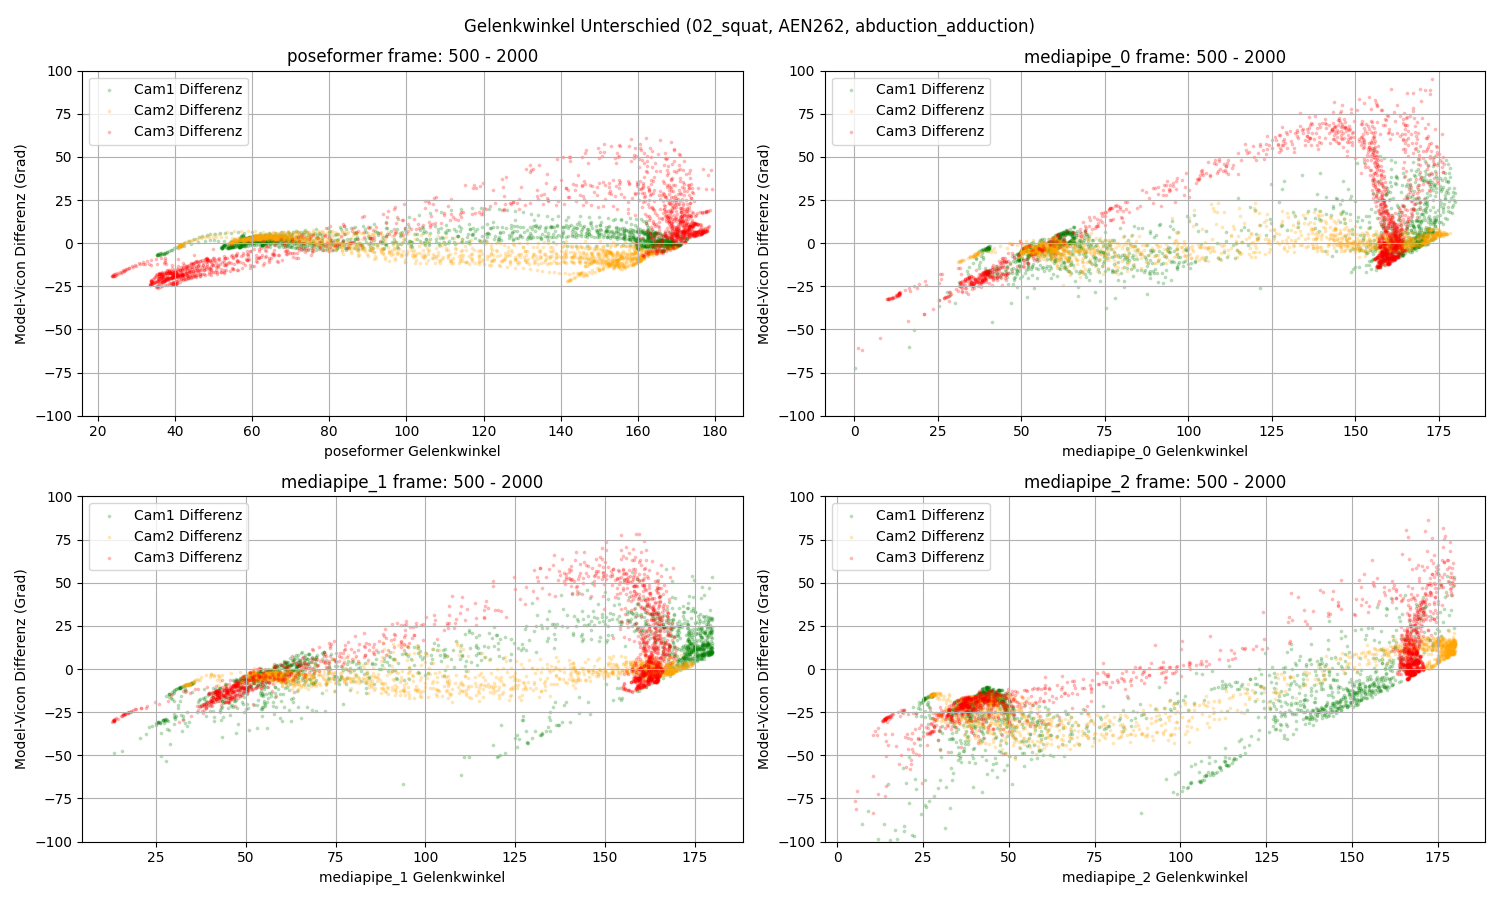 Gelenkwinkel Unterschied (02_squat, AEN262, abduction_adduction)
poseformer frame: 500 - 2000
Cam1 Differenz
Cam2 Differenz
Cam3 Differenz
Model-Vicon Differenz (Grad)
100
75
50
25
0
−25
−50
−75
−100
20 40 60 80 100 120 140 160 180
poseformer Gelenkwinkel
mediapipe_0 frame: 500 - 2000
Cam1 Differenz
Cam2 Differenz
Cam3 Differenz
Model-Vicon Differenz (Grad)
100
75
50
25
0
−25
−50
−75
−100
0 25 50 75 100 125 150 175
mediapipe_0 Gelenkwinkel
mediapipe_1 frame: 500 - 2000
Cam1 Differenz
Cam2 Differenz
Cam3 Differenz
Model-Vicon Differenz (Grad)
100
75
50
25
0
−25
−50
−75
−100
25 50 75 100 125 150 175
mediapipe_1 Gelenkwinkel
mediapipe_2 frame: 500 - 2000
Cam1 Differenz
Cam2 Differenz
Cam3 Differenz
Model-Vicon Differenz (Grad)
100
75
50
25
0
−25
−50
−75
−100
0 25 50 75 100 125 150 175
mediapipe_2 Gelenkwinkel